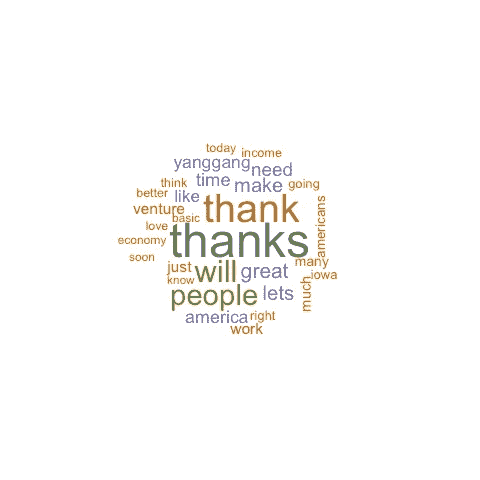 today
income
yanggang
need
think
time
make
going
better
like
venture
basic
thank
americans
love
thanks
economy
soon
just
will
great
many
iowa
know
people
lets
much
america
right
work